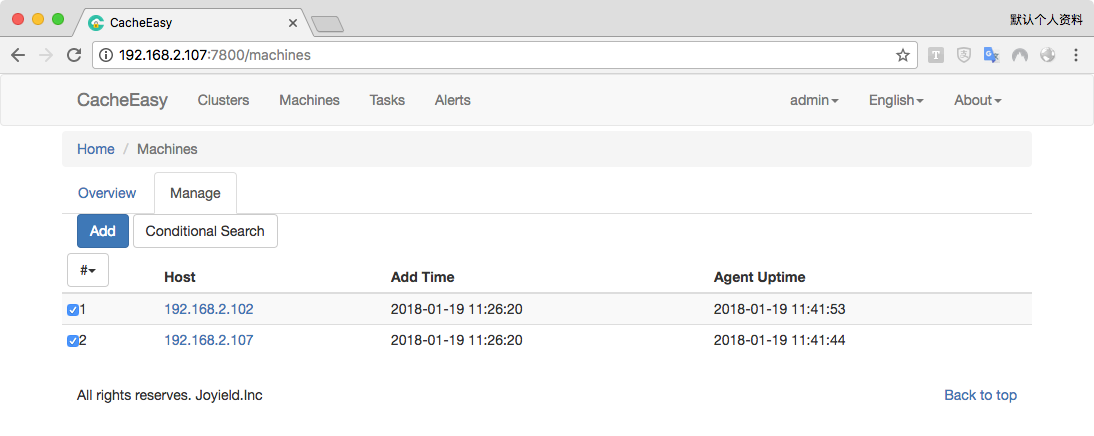 CacheEasy
默认个人资料
192.168.2.107:7800/machines
CacheEasy Clusters Machines Tasks Alerts admin English About
Home / Machines
Overview Manage
Add Conditional Search
# Host Add Time Agent Uptime
1 192.168.2.102 2018-01-19 11:26:20 2018-01-19 11:41:53
2 192.168.2.107 2018-01-19 11:26:20 2018-01-19 11:41:44
All rights reserves. Joyield.Inc Back to top